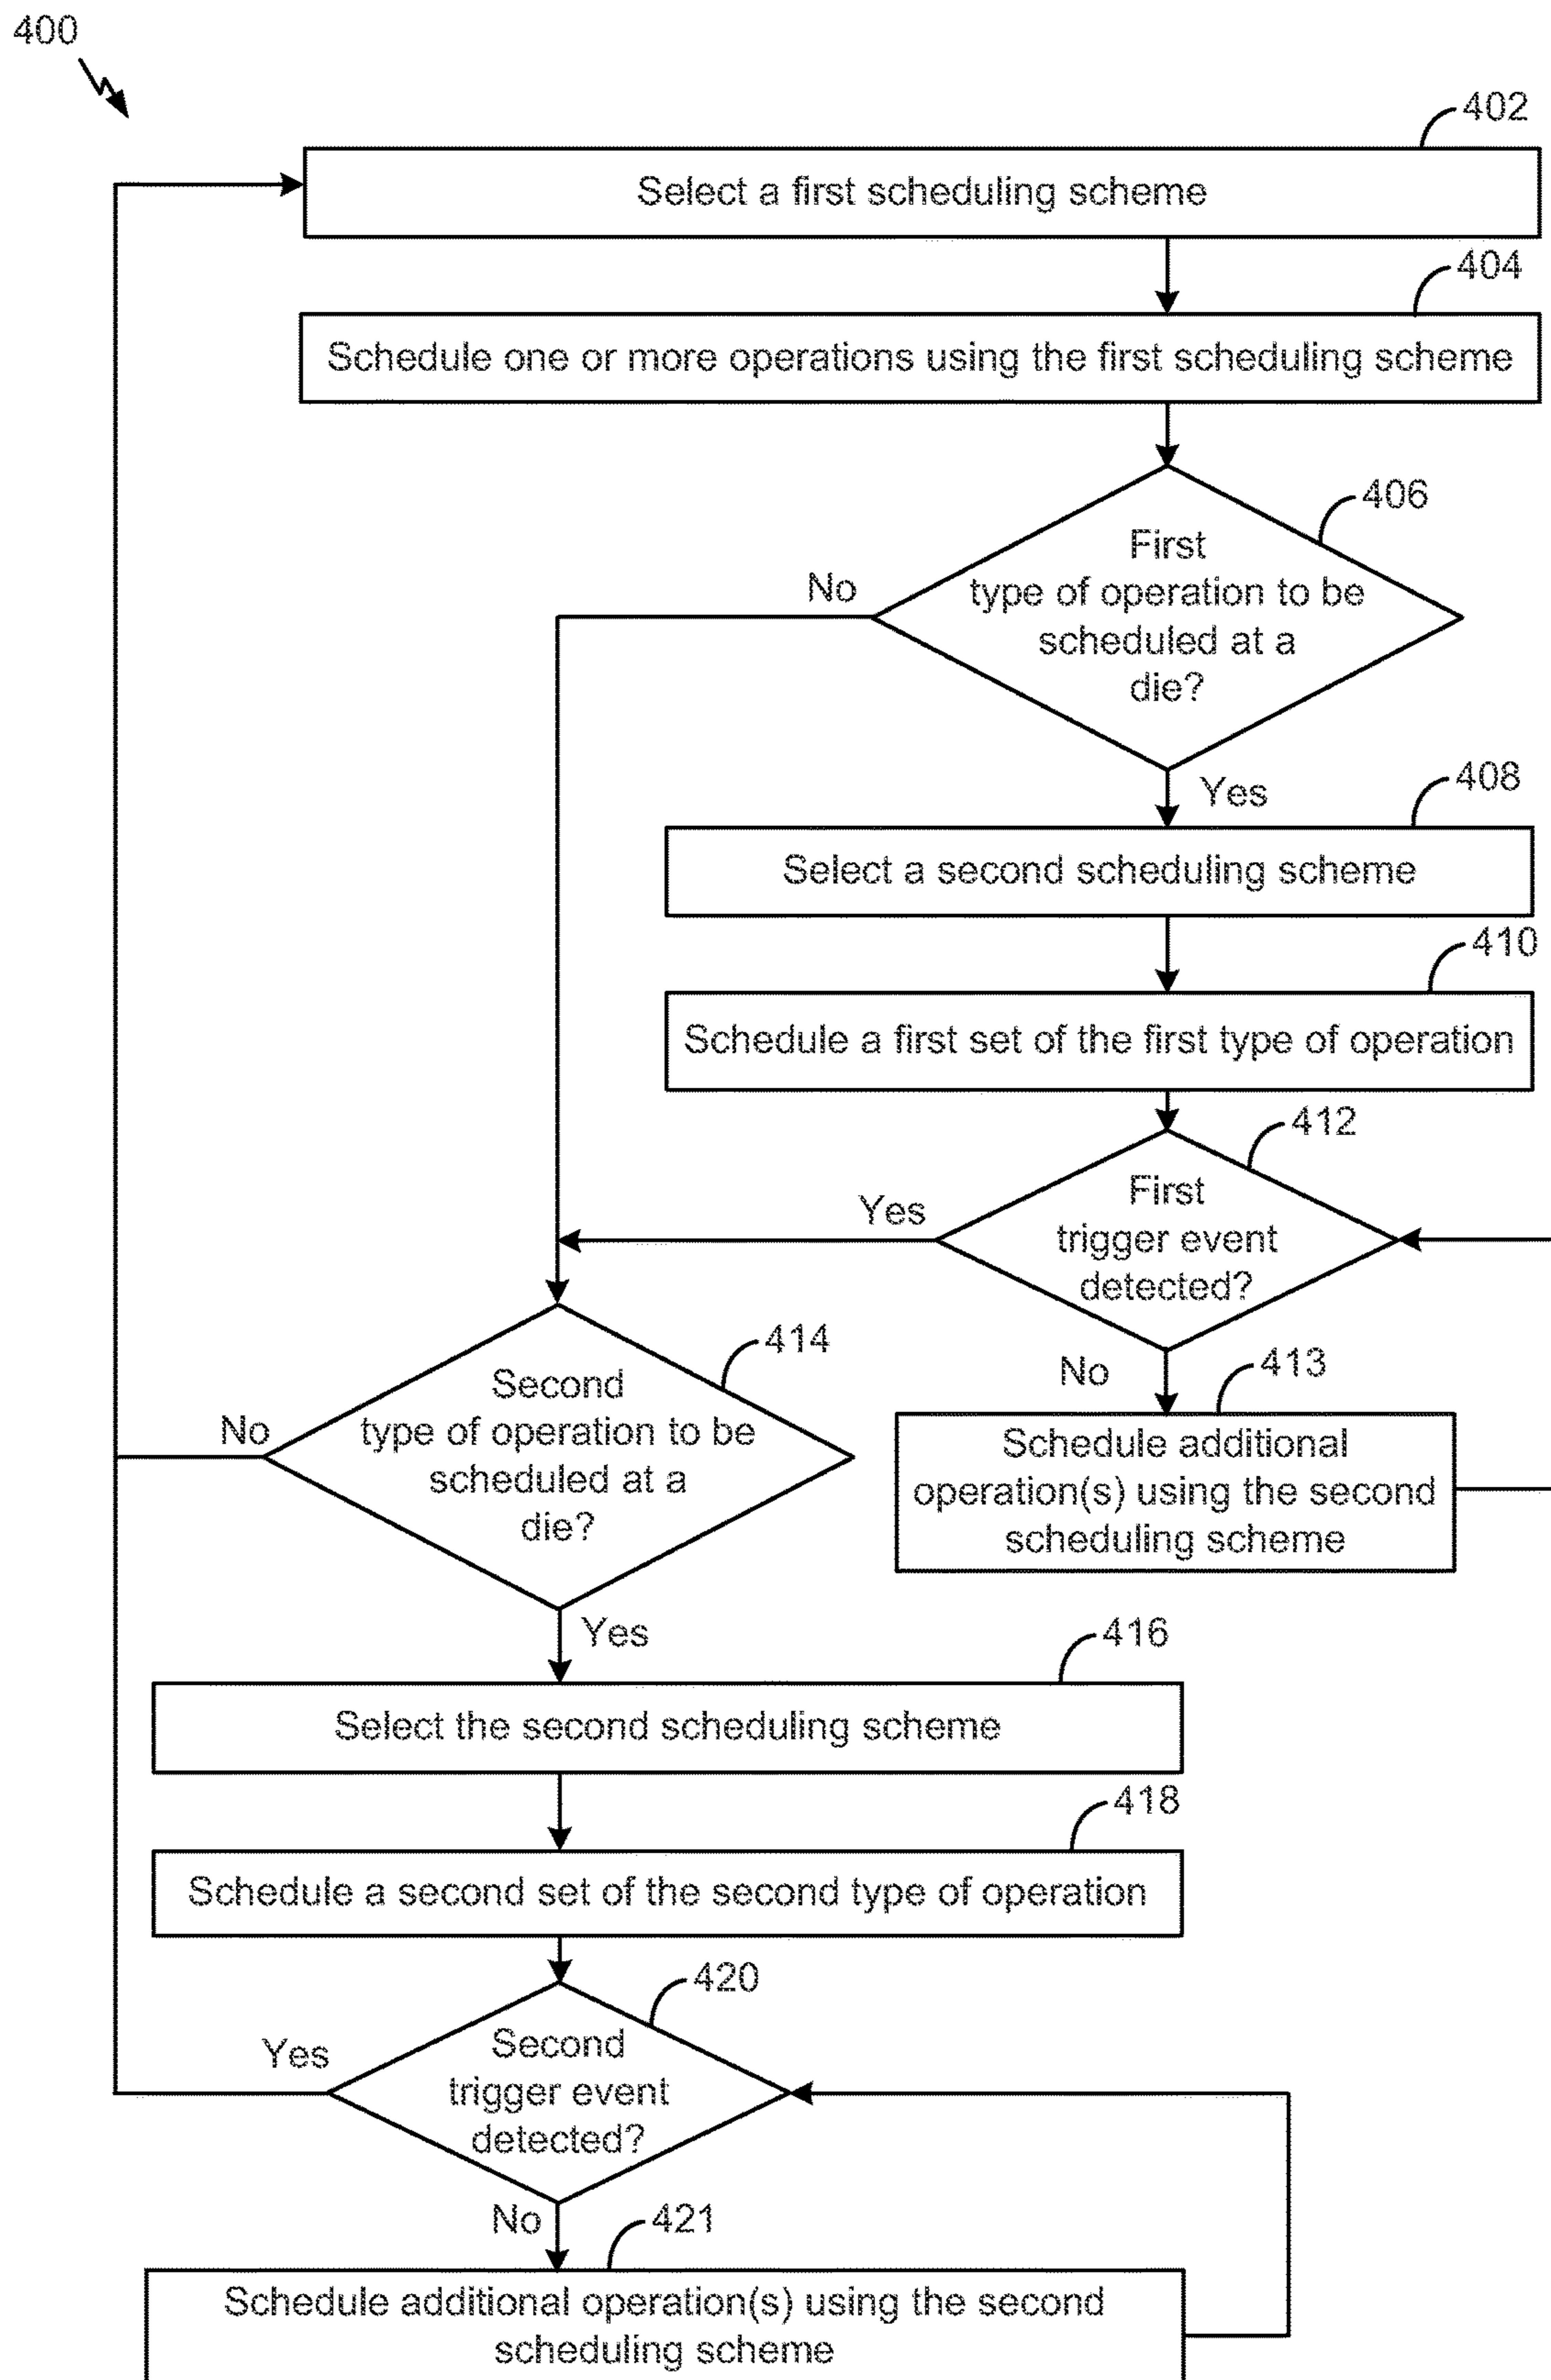 400
402
Select a first scheduling scheme
404
Schedule one or more operations using the first scheduling scheme
406
First
type of operation to be
scheduled at a
die?
No
Yes
408
Select a second scheduling scheme
410
Schedule a first set of the first type of operation
412
First
trigger event
detected?
Yes
No
413
Schedule additional
operation(s) using the second
scheduling scheme
414
Second
type of operation to be
scheduled at a
die?
No
Yes
416
Select the second scheduling scheme
418
Schedule a second set of the second type of operation
420
Second
trigger event
detected?
Yes
No
421
Schedule additional operation(s) using the second
scheduling scheme